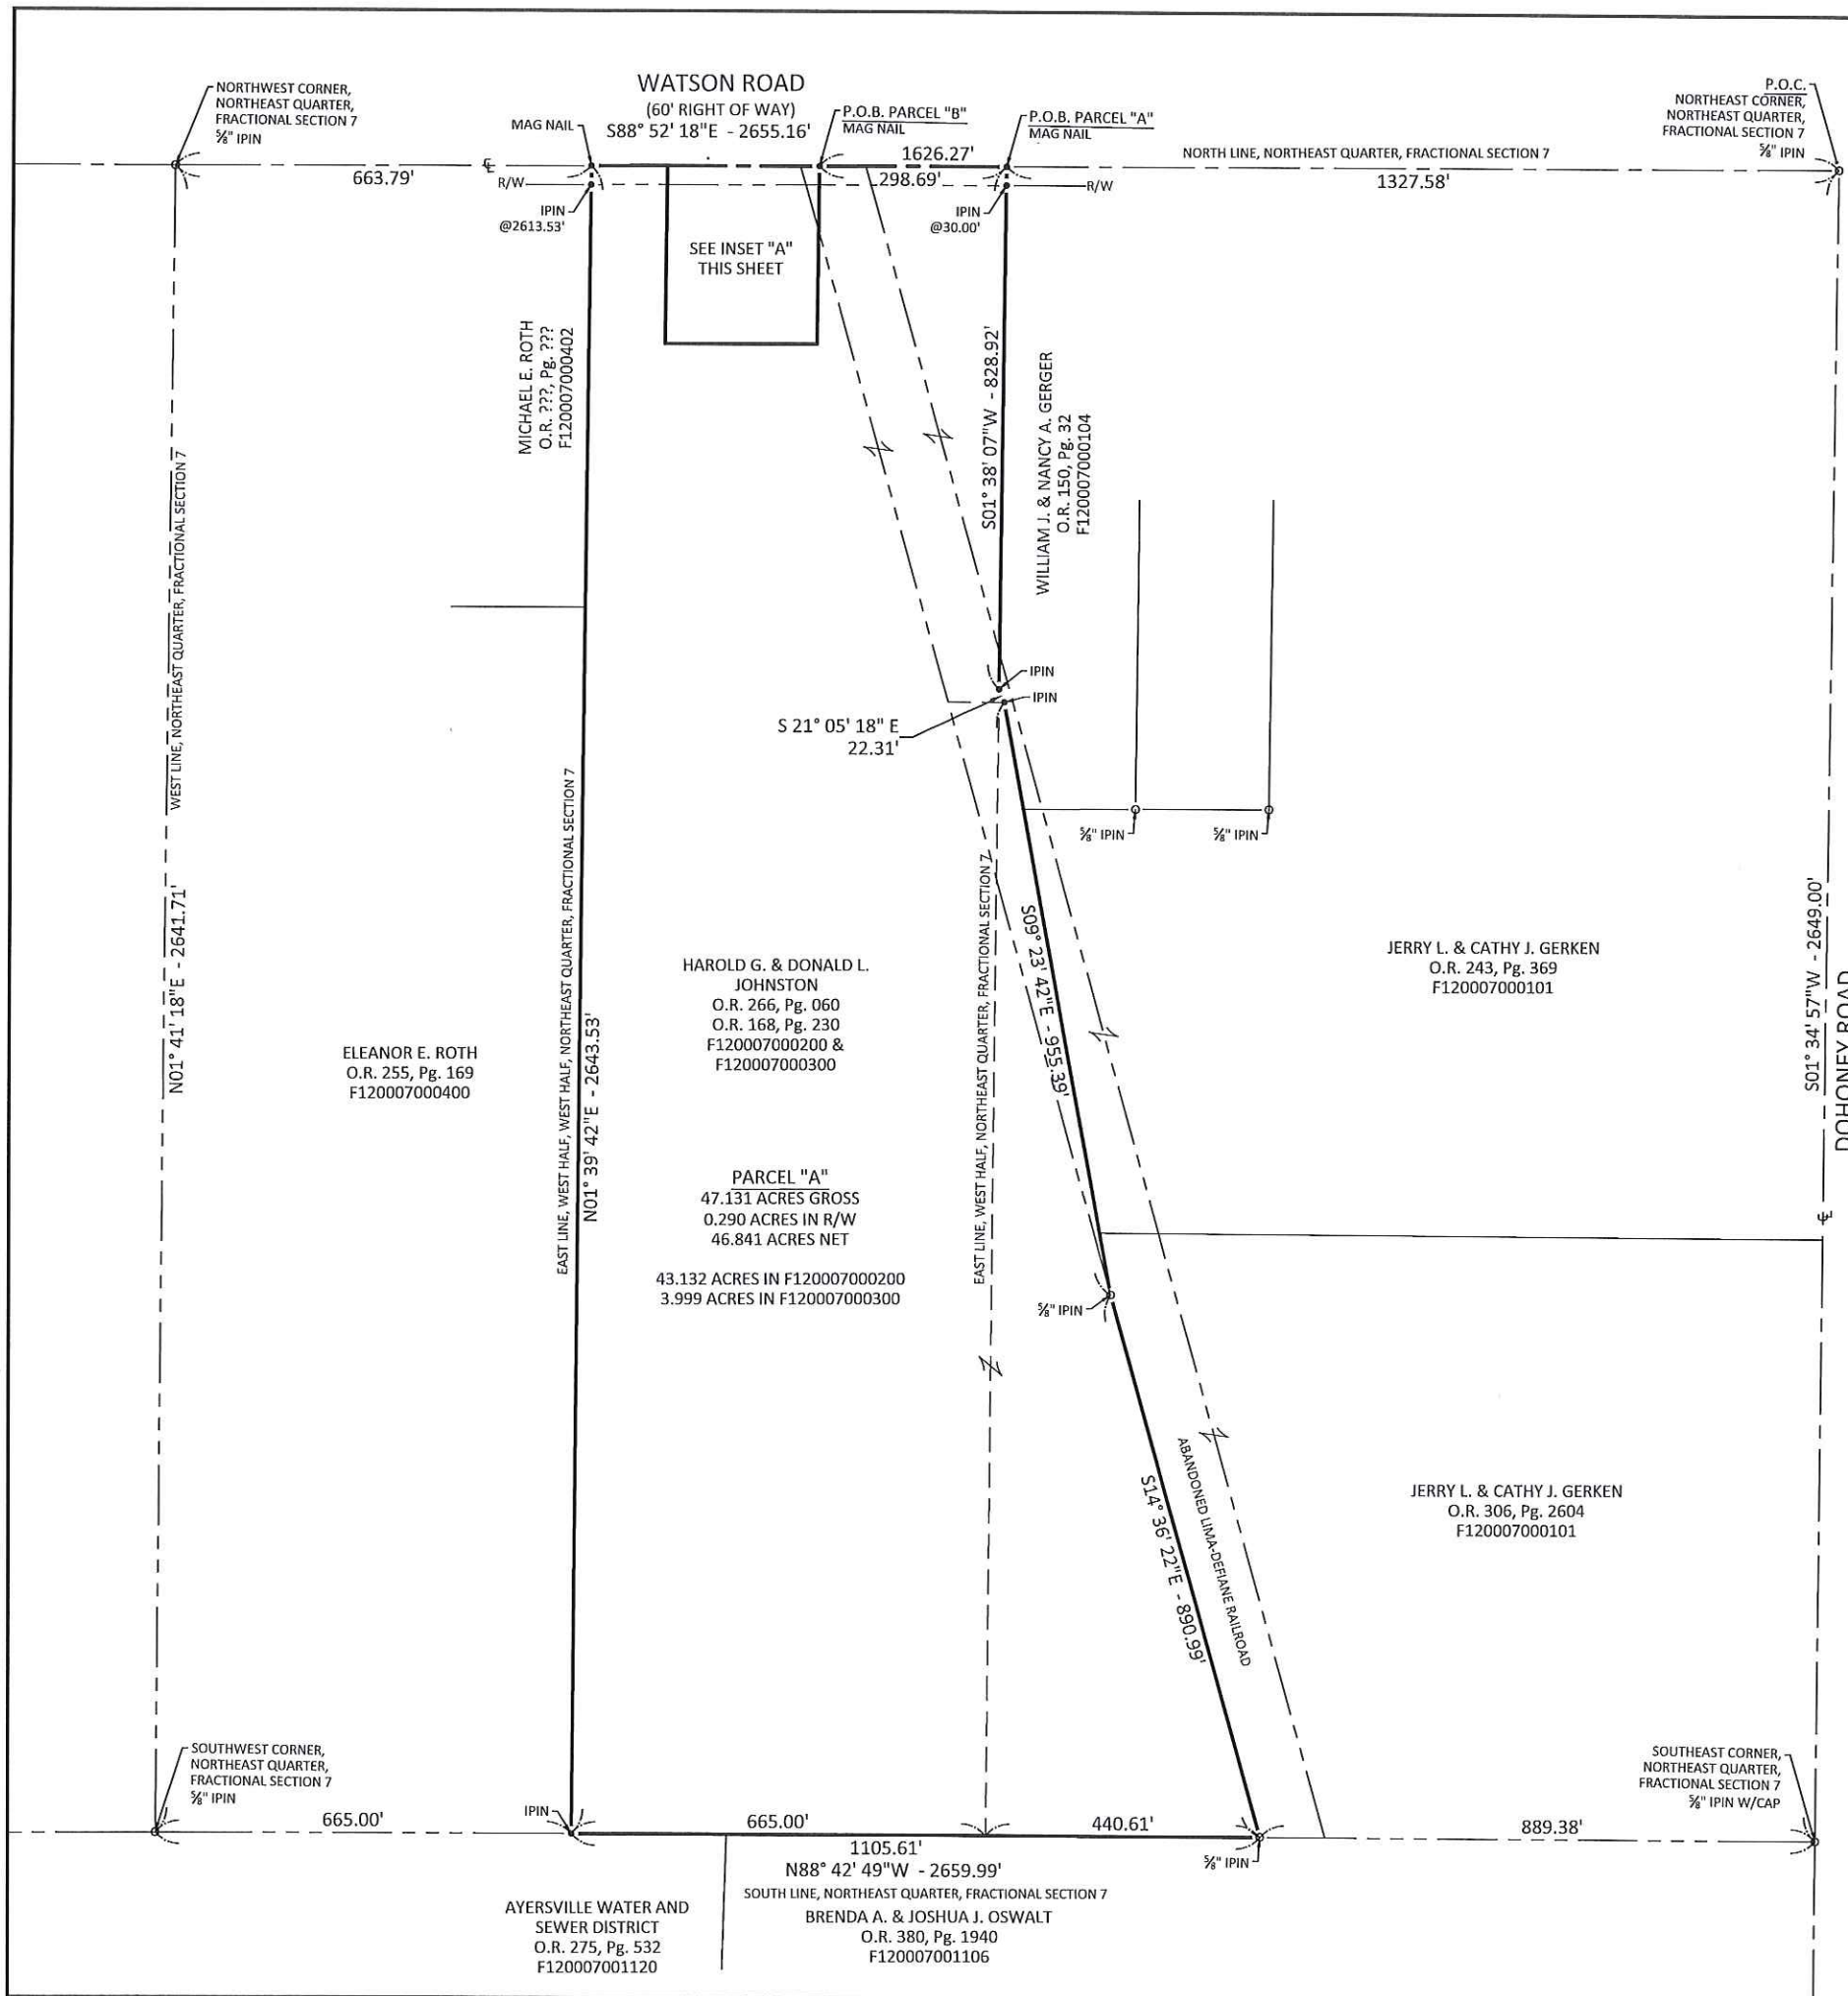 WATSON ROAD
(60' RIGHT OF WAY)
S88° 52' 18"E - 2655.16'
NORTHWEST CORNER,
NORTHEAST QUARTER,
FRACTIONAL SECTION 7
⅝" IPIN
MAG NAIL
P.O.B. PARCEL "B"
MAG NAIL
P.O.B. PARCEL "A"
MAG NAIL
P.O.C.
NORTHEAST CORNER,
NORTHEAST QUARTER,
FRACTIONAL SECTION 7
⅝" IPIN
1626.27'
NORTH LINE, NORTHEAST QUARTER, FRACTIONAL SECTION 7
663.79'
℄
R/W
298.69'
R/W
1327.58'
IPIN
@2613.53'
IPIN
@30.00'
SEE INSET "A"
THIS SHEET
MICHAEL E. ROTH
O.R. ???, Pg. ???
F120007000402
S01° 38' 07"W - 828.92'
WILLIAM J. & NANCY A. GERGER
O.R. 150, Pg. 32
F120007000104
WEST LINE, NORTHEAST QUARTER, FRACTIONAL SECTION 7
N01° 41' 18"E - 2641.71'
IPIN
IPIN
S 21° 05' 18" E
22.31'
⅝" IPIN
⅝" IPIN
EAST LINE, WEST HALF, WEST HALF, NORTHEAST QUARTER, FRACTIONAL SECTION 7
N01° 39' 42"E - 2643.53'
EAST LINE, WEST HALF, NORTHEAST QUARTER, FRACTIONAL SECTION 7
S09° 23' 42"E - 955.39'
HAROLD G. & DONALD L.
JOHNSTON
O.R. 266, Pg. 060
O.R. 168, Pg. 230
F120007000200 &
F120007000300
JERRY L. & CATHY J. GERKEN
O.R. 243, Pg. 369
F120007000101
S01° 34' 57"W - 2649.00'
DOHONEY ROAD
℄
ELEANOR E. ROTH
O.R. 255, Pg. 169
F120007000400
PARCEL "A"
47.131 ACRES GROSS
0.290 ACRES IN R/W
46.841 ACRES NET
43.132 ACRES IN F120007000200
3.999 ACRES IN F120007000300
⅝" IPIN
S14° 36' 22"E - 890.99'
ABANDONED LIMA-DEFIANE RAILROAD
JERRY L. & CATHY J. GERKEN
O.R. 306, Pg. 2604
F120007000101
SOUTHWEST CORNER,
NORTHEAST QUARTER,
FRACTIONAL SECTION 7
⅝" IPIN
SOUTHEAST CORNER,
NORTHEAST QUARTER,
FRACTIONAL SECTION 7
⅝" IPIN W/CAP
665.00'
IPIN
665.00'
440.61'
889.38'
1105.61'
⅝" IPIN
N88° 42' 49"W - 2659.99'
SOUTH LINE, NORTHEAST QUARTER, FRACTIONAL SECTION 7
AYERSVILLE WATER AND
SEWER DISTRICT
O.R. 275, Pg. 532
F120007001120
BRENDA A. & JOSHUA J. OSWALT
O.R. 380, Pg. 1940
F120007001106